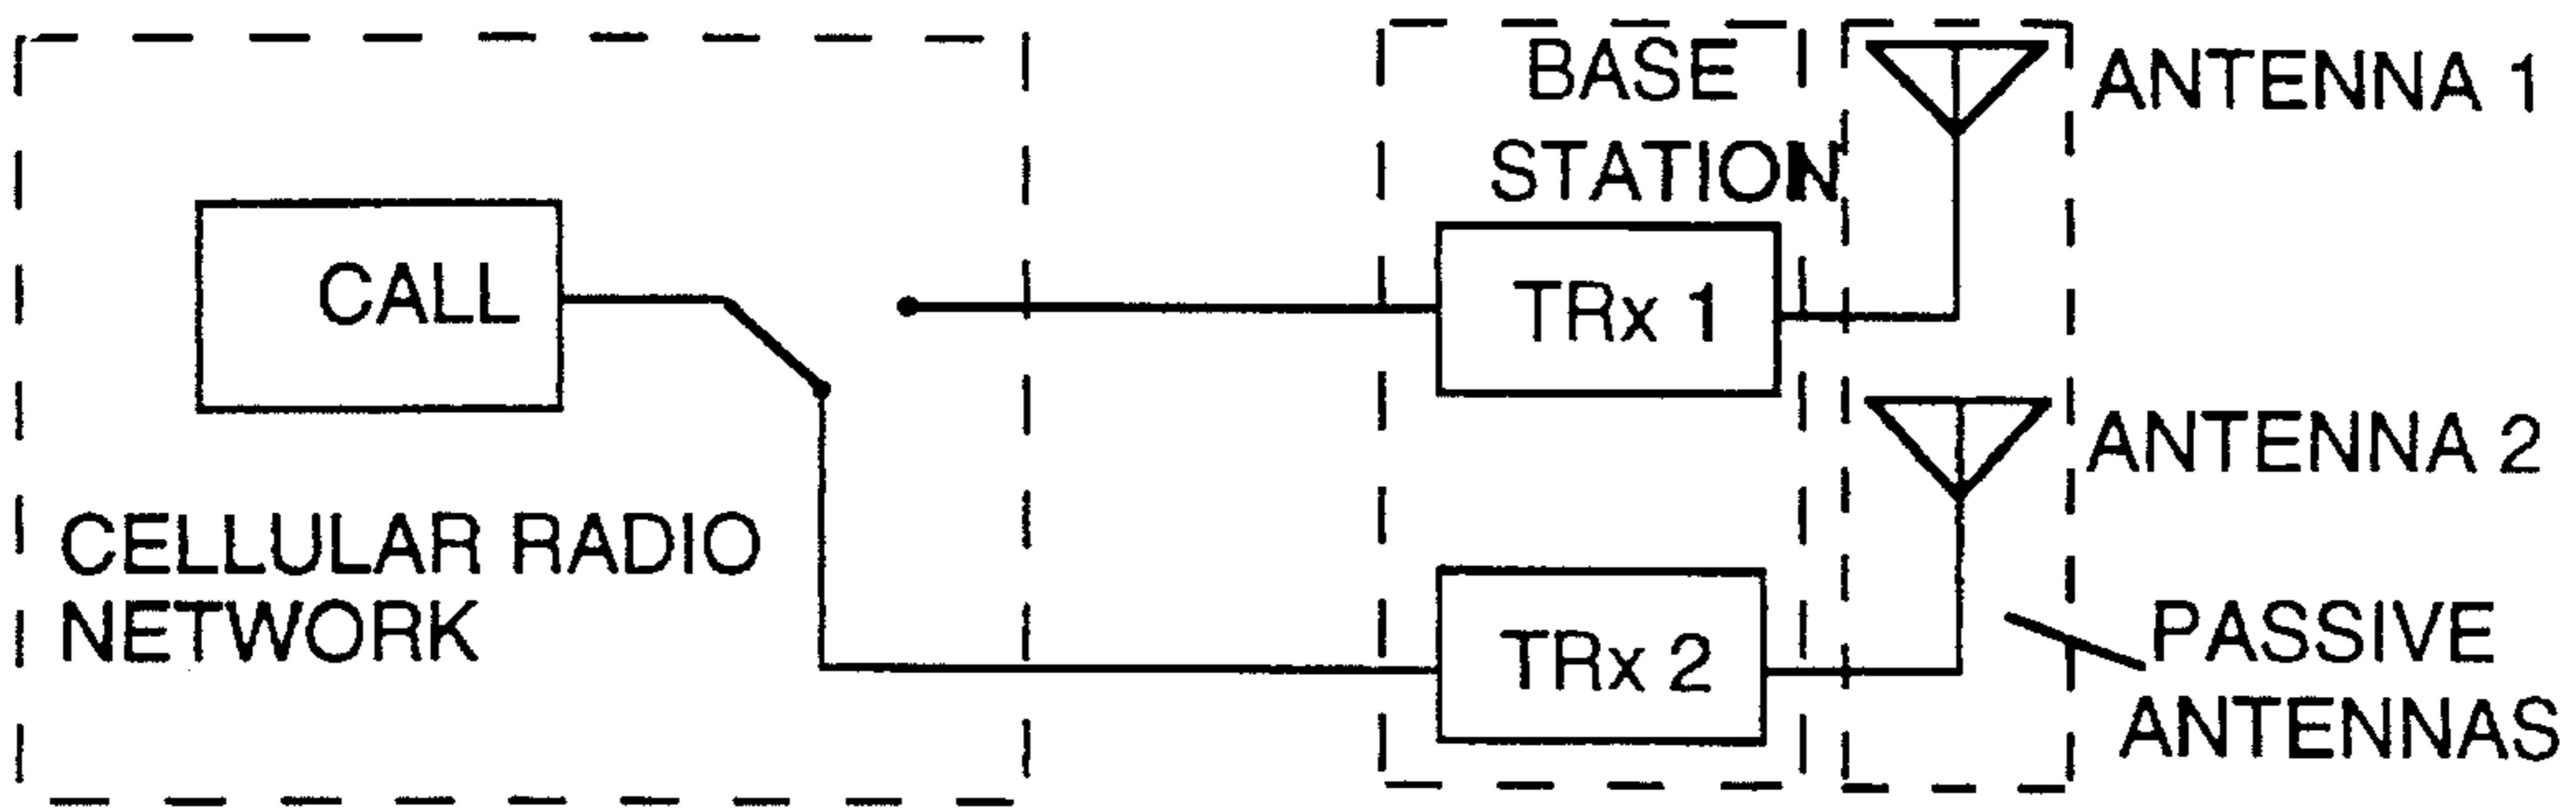 BASE
STATION
ANTENNA 1
CALL
TRx 1
ANTENNA 2
CELLULAR RADIO
NETWORK
TRx 2
PASSIVE
ANTENNAS